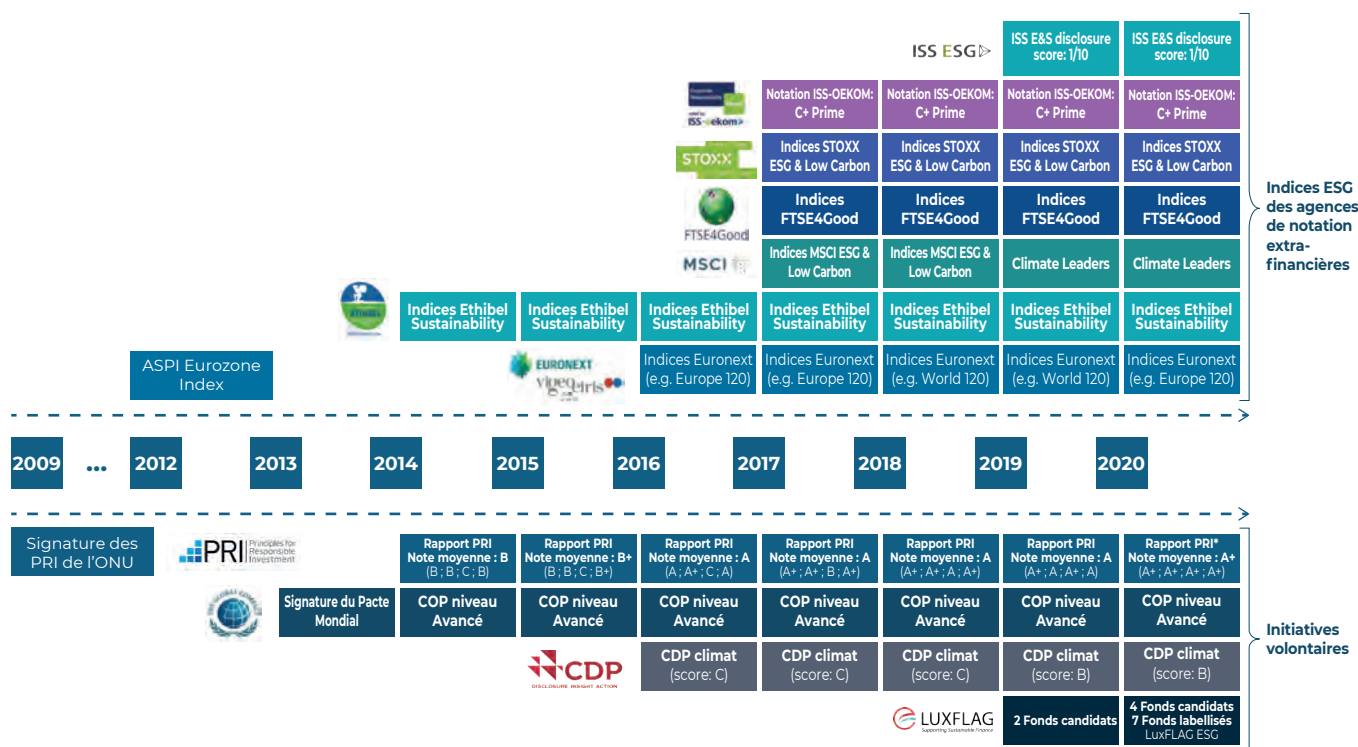 ISS ESG
ISS E&S disclosure
score: 1/10
ISS E&S disclosure
score: 1/10
ISS-oekom
Notation ISS-OEKOM:
C+ Prime
Notation ISS-OEKOM:
C+ Prime
Notation ISS-OEKOM:
C+ Prime
Notation ISS-OEKOM:
C+ Prime
STOXX
Indices STOXX
ESG & Low Carbon
Indices STOXX
ESG & Low Carbon
Indices STOXX
ESG & Low Carbon
Indices STOXX
ESG & Low Carbon
FTSE4Good
Indices
FTSE4Good
Indices
FTSE4Good
Indices
FTSE4Good
Indices
FTSE4Good
MSCI
Indices MSCI ESG &
Low Carbon
Indices MSCI ESG &
Low Carbon
Climate Leaders
Climate Leaders
Indices Ethibel
Sustainability
Indices Ethibel
Sustainability
Indices Ethibel
Sustainability
Indices Ethibel
Sustainability
Indices Ethibel
Sustainability
Indices Ethibel
Sustainability
Indices Ethibel
Sustainability
ASPI Eurozone
Index
EURONEXT
vigeo eiris
Indices Euronext
(e.g. Europe 120)
Indices Euronext
(e.g. Europe 120)
Indices Euronext
(e.g. World 120)
Indices Euronext
(e.g. World 120)
Indices Euronext
(e.g. Europe 120)
Indices ESG
des agences
de notation
extra-
financières
2009 ... 2012 2013 2014 2015 2016 2017 2018 2019 2020
Signature des
PRI de l'ONU
PRI Principles for
Responsible
Investment
Rapport PRI
Note moyenne : B
(B ; B ; C ; B)
Rapport PRI
Note moyenne : B+
(B ; B ; C ; B+)
Rapport PRI
Note moyenne : A
(A ; A+ ; C ; A)
Rapport PRI
Note moyenne : A
(A+ ; A+ ; B ; A+)
Rapport PRI
Note moyenne : A
(A+ ; A+ ; A ; A+)
Rapport PRI
Note moyenne : A
(A+ ; A ; A+ ; A)
Rapport PRI*
Note moyenne : A+
(A+ ; A+ ; A+ ; A+)
Signature du Pacte
Mondial
COP niveau
Avancé
COP niveau
Avancé
COP niveau
Avancé
COP niveau
Avancé
COP niveau
Avancé
COP niveau
Avancé
COP niveau
Avancé
CDP
DISCLOSURE INSIGHT ACTION
CDP climat
(score: C)
CDP climat
(score: C)
CDP climat
(score: C)
CDP climat
(score: B)
CDP climat
(score: B)
LUXFLAG
Supporting Sustainable Finance
2 Fonds candidats
4 Fonds candidats
7 Fonds labellisés
LuxFLAG ESG
Initiatives
volontaires